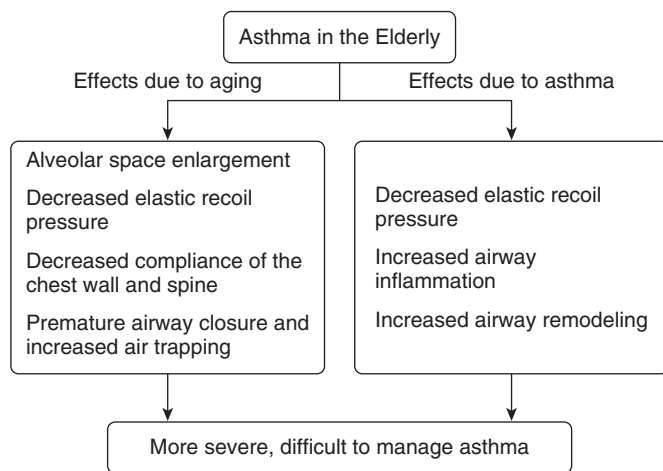 Asthma in the Elderly
Effects due to aging
Effects due to asthma
Alveolar space enlargement
Decreased elastic recoil
pressure
Decreased compliance of the
chest wall and spine
Premature airway closure and
increased air trapping
Decreased elastic recoil
pressure
Increased airway
inflammation
Increased airway remodeling
More severe, difficult to manage asthma